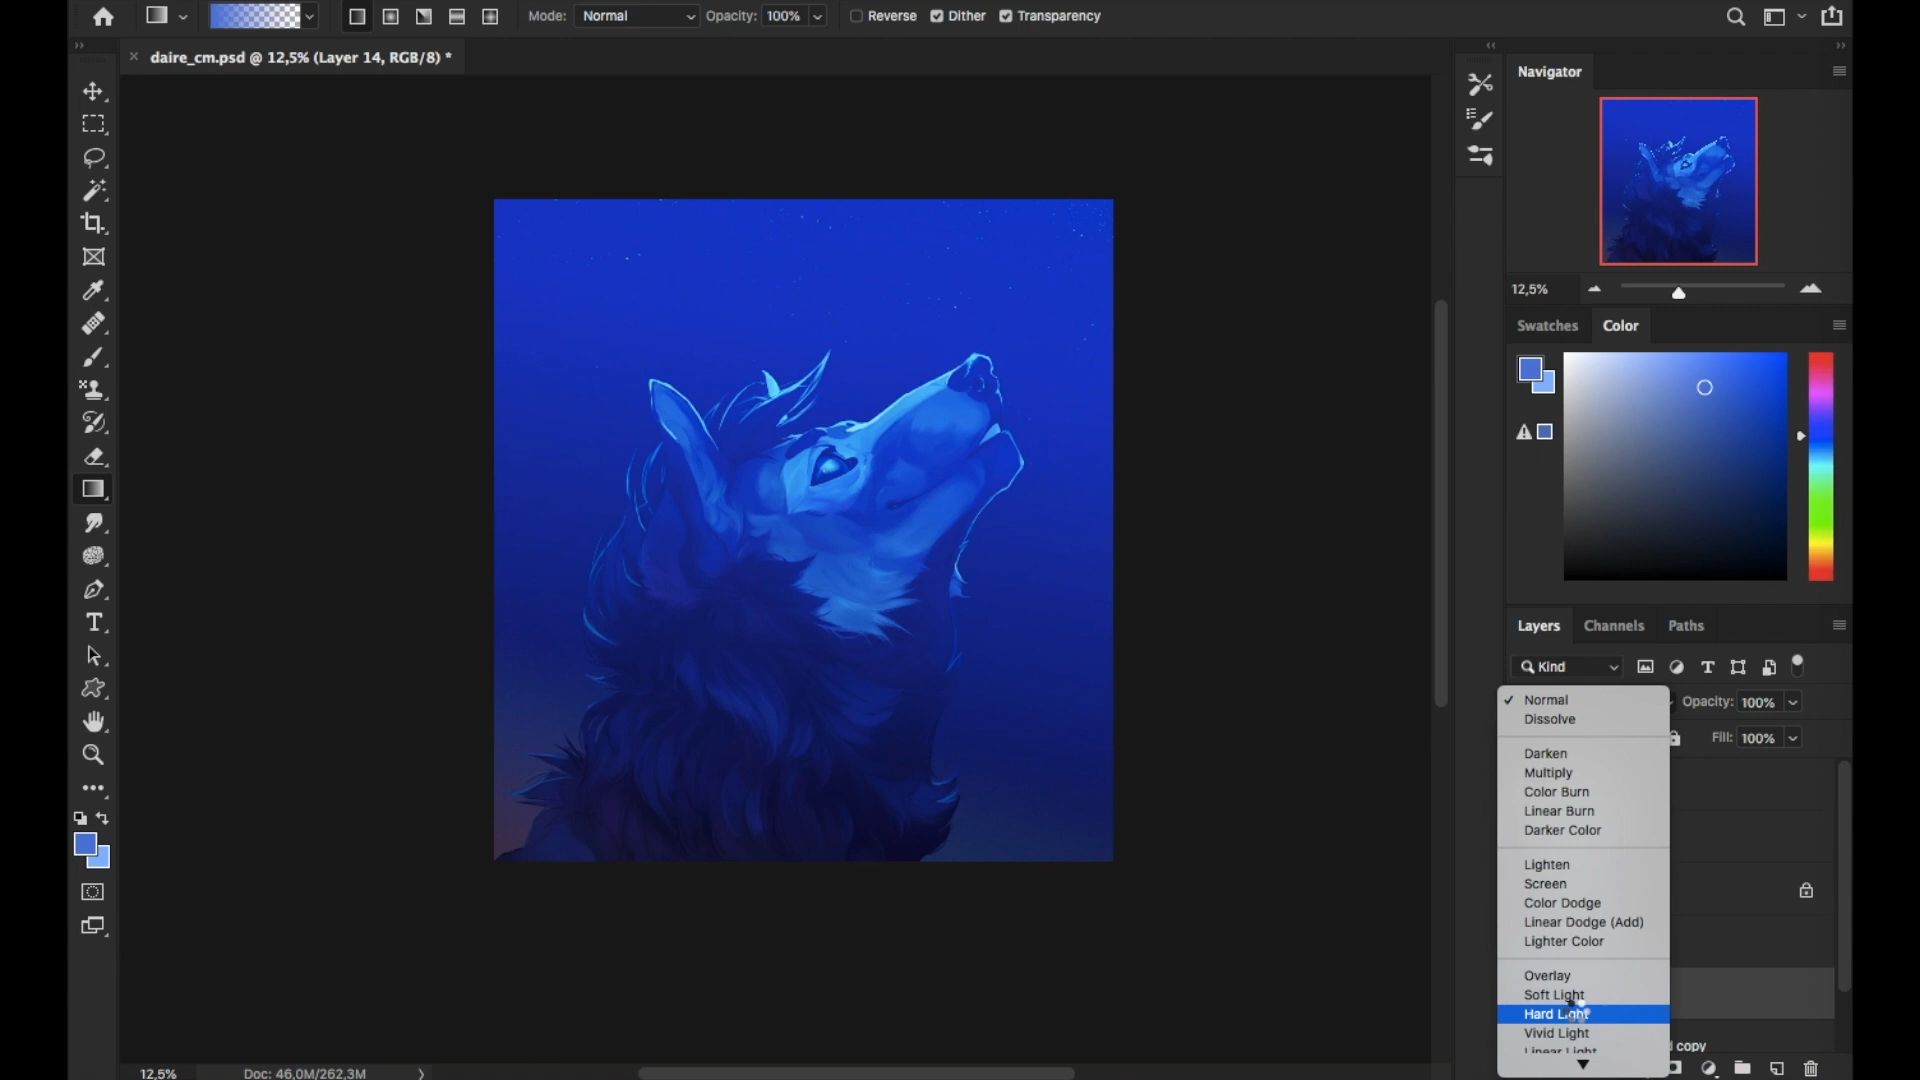 Mode: Normal Opacity: 100% Reverse Dither Transparency
daire_cm.psd @ 12,5% (Layer 14, RGB/8) *
Navigator
12,5%
Swatches Color
Layers Channels Paths
Kind
Normal
Opacity: 100%
Dissolve
Fill: 100%
Darken
Multiply
Color Burn
Linear Burn
Darker Color
Lighten
Screen
Color Dodge
Linear Dodge (Add)
Lighter Color
Overlay
Soft Light
Hard Light
Vivid Light
Linear Light
copy
12,5% Doc: 46,0M/262,3M